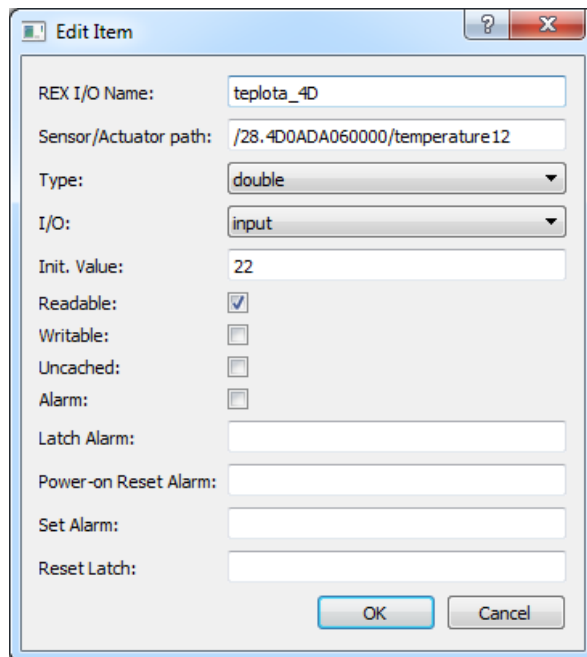 Edit Item
?
X
REX I/O Name: teplota_4D
Sensor/Actuator path: /28.4D0ADA060000/temperature12
Type: double
I/O: input
Init. Value: 22
Readable:
Writable:
Uncached:
Alarm:
Latch Alarm:
Power-on Reset Alarm:
Set Alarm:
Reset Latch:
OK Cancel